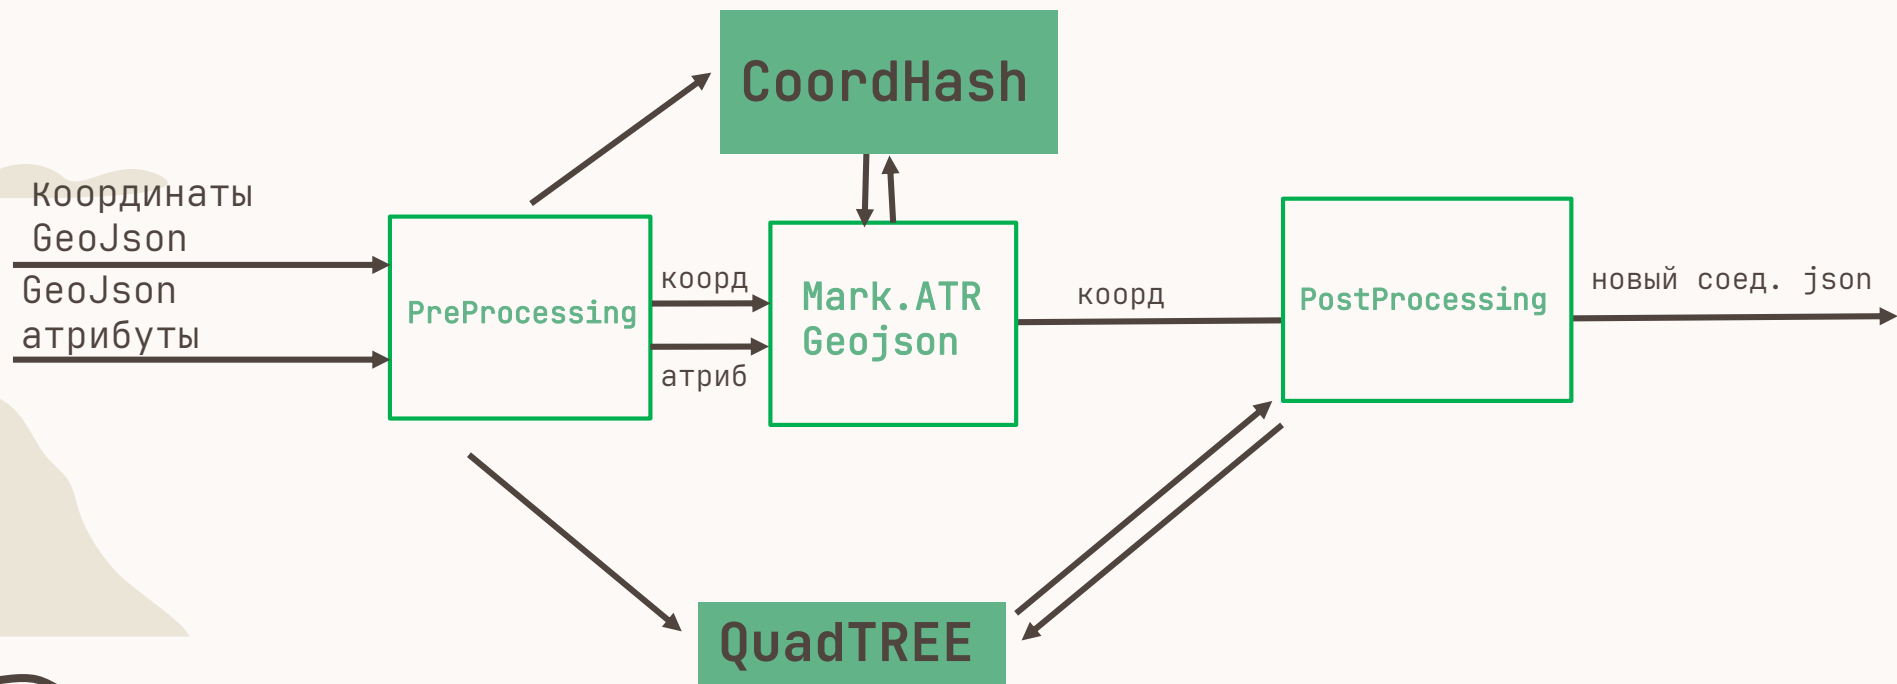 CoordHash
Координаты
GeoJson
GeoJson
атрибуты
PreProcessing
коорд
атриб
Mark.ATR
Geojson
коорд
PostProcessing
новый соед. json
QuadTREE